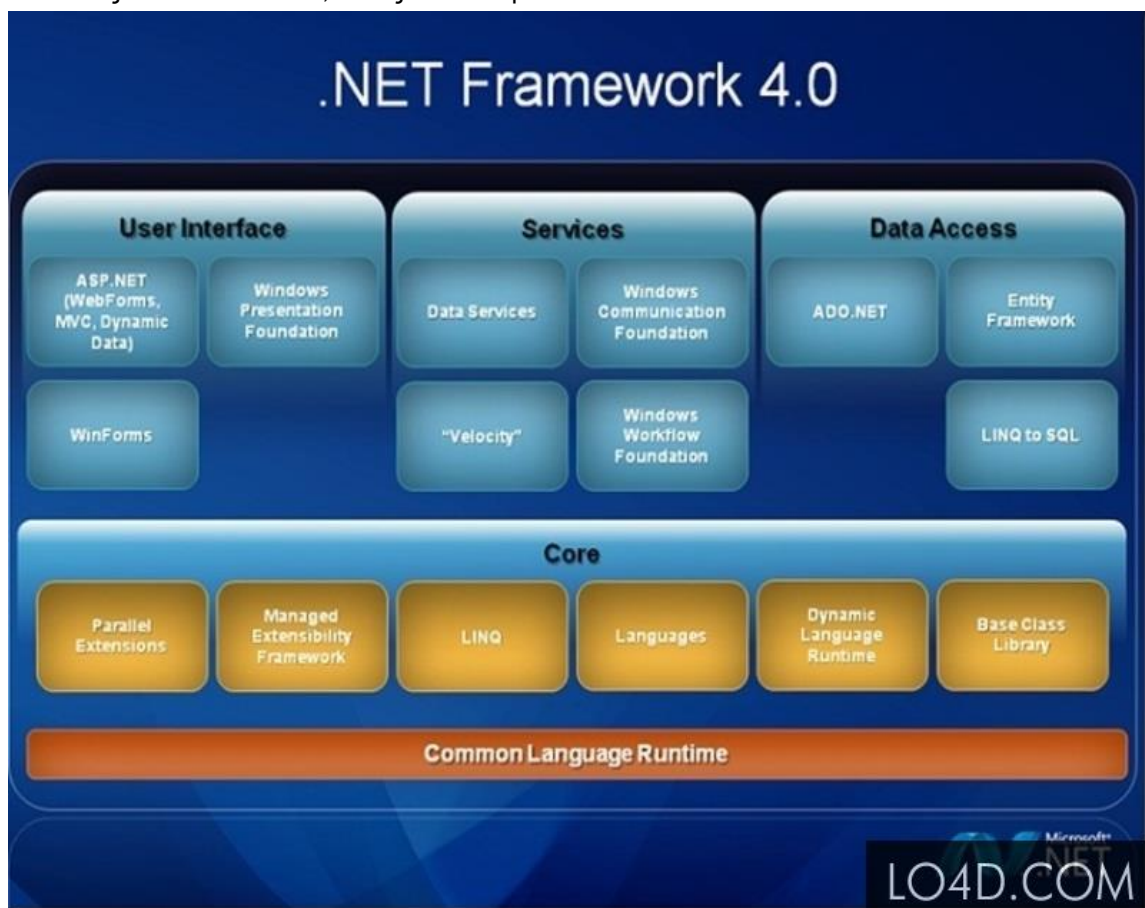 .NET Framework 4.0
User Interface
ASP.NET
(WebForms,
MVC, Dynamic
Data)
Windows
Presentation
Foundation
WinForms
Services
Data Services
Windows
Communication
Foundation
"Velocity"
Windows
Workflow
Foundation
Data Access
ADO.NET
Entity
Framework
LINQ to SQL
Core
Parallel
Extensions
Managed
Extensibility
Framework
LINQ
Languages
Dynamic
Language
Runtime
Base Class
Library
Common Language Runtime
Microsoft
.NET
LO4D.COM